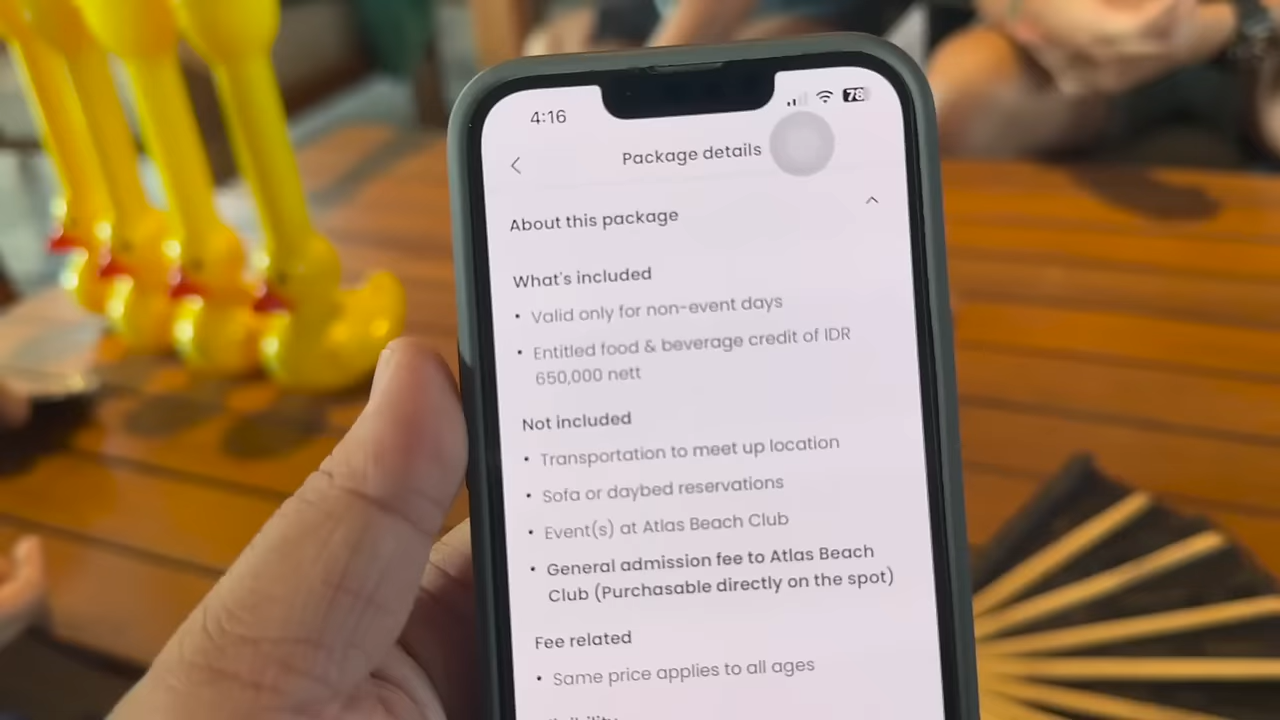 4:16
78
Package details
About this package
What's included
• Valid only for non-event days
• Entitled food & beverage credit of IDR
650,000 nett
Not included
• Transportation to meet up location
• Sofa or daybed reservations
• Event(s) at Atlas Beach Club
• General admission fee to Atlas Beach
Club (Purchasable directly on the spot)
Fee related
• Same price applies to all ages